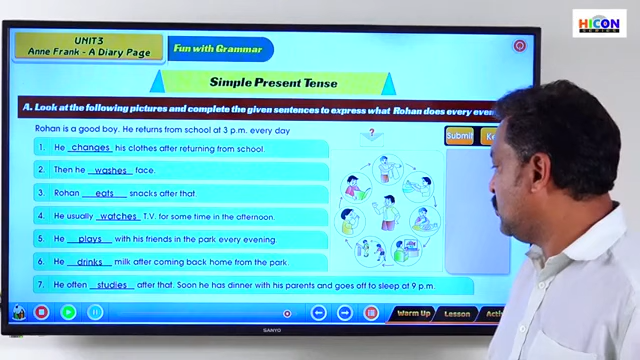 HICON
UNIT3
Anne Frank - A Diary Page
Fun with Grammar
Simple Present Tense
A. Look at the following pictures and complete the given sentences to express what Rohan does every
Rohan is a good boy. He returns from school at 3 p.m. every day
?
Submit
1. He changes his clothes after returning from school.
2. Then he washes face.
3. Rohan eats snacks after that.
4. He usually watches T.V. for some time in the afternoon.
5. He plays with his friends in the park every evening.
6. He drinks milk after coming back home from the park.
7. He often studies after that. Soon he has dinner with his parents and goes off to sleep at 9 p.m.
Warm Up
Lesson
SANYO